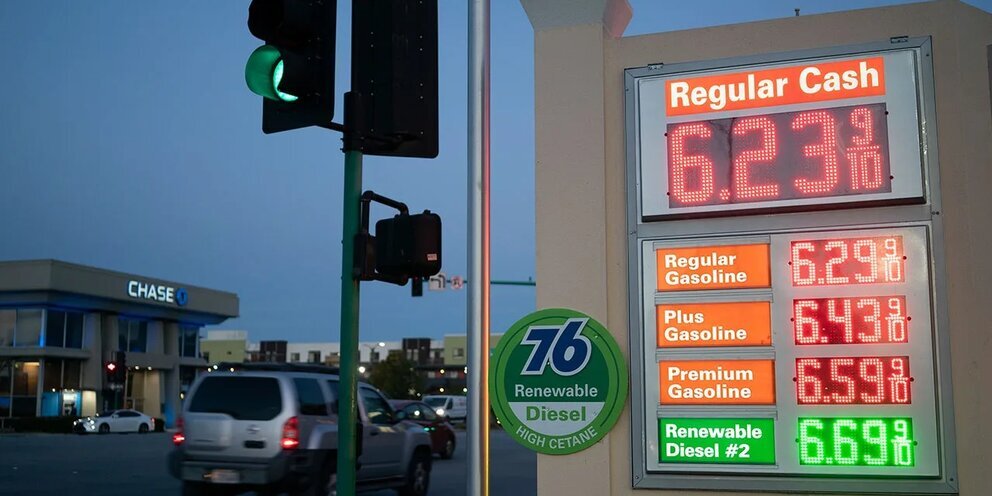 Regular Cash
6.23 9/10
Regular
Gasoline
6.29 9/10
Plus
Gasoline
6.43 9/10
Premium
Gasoline
6.59 9/10
Renewable
Diesel #2
6.69 9/10
76
Renewable
Diesel
HIGH CETANE
CHASE